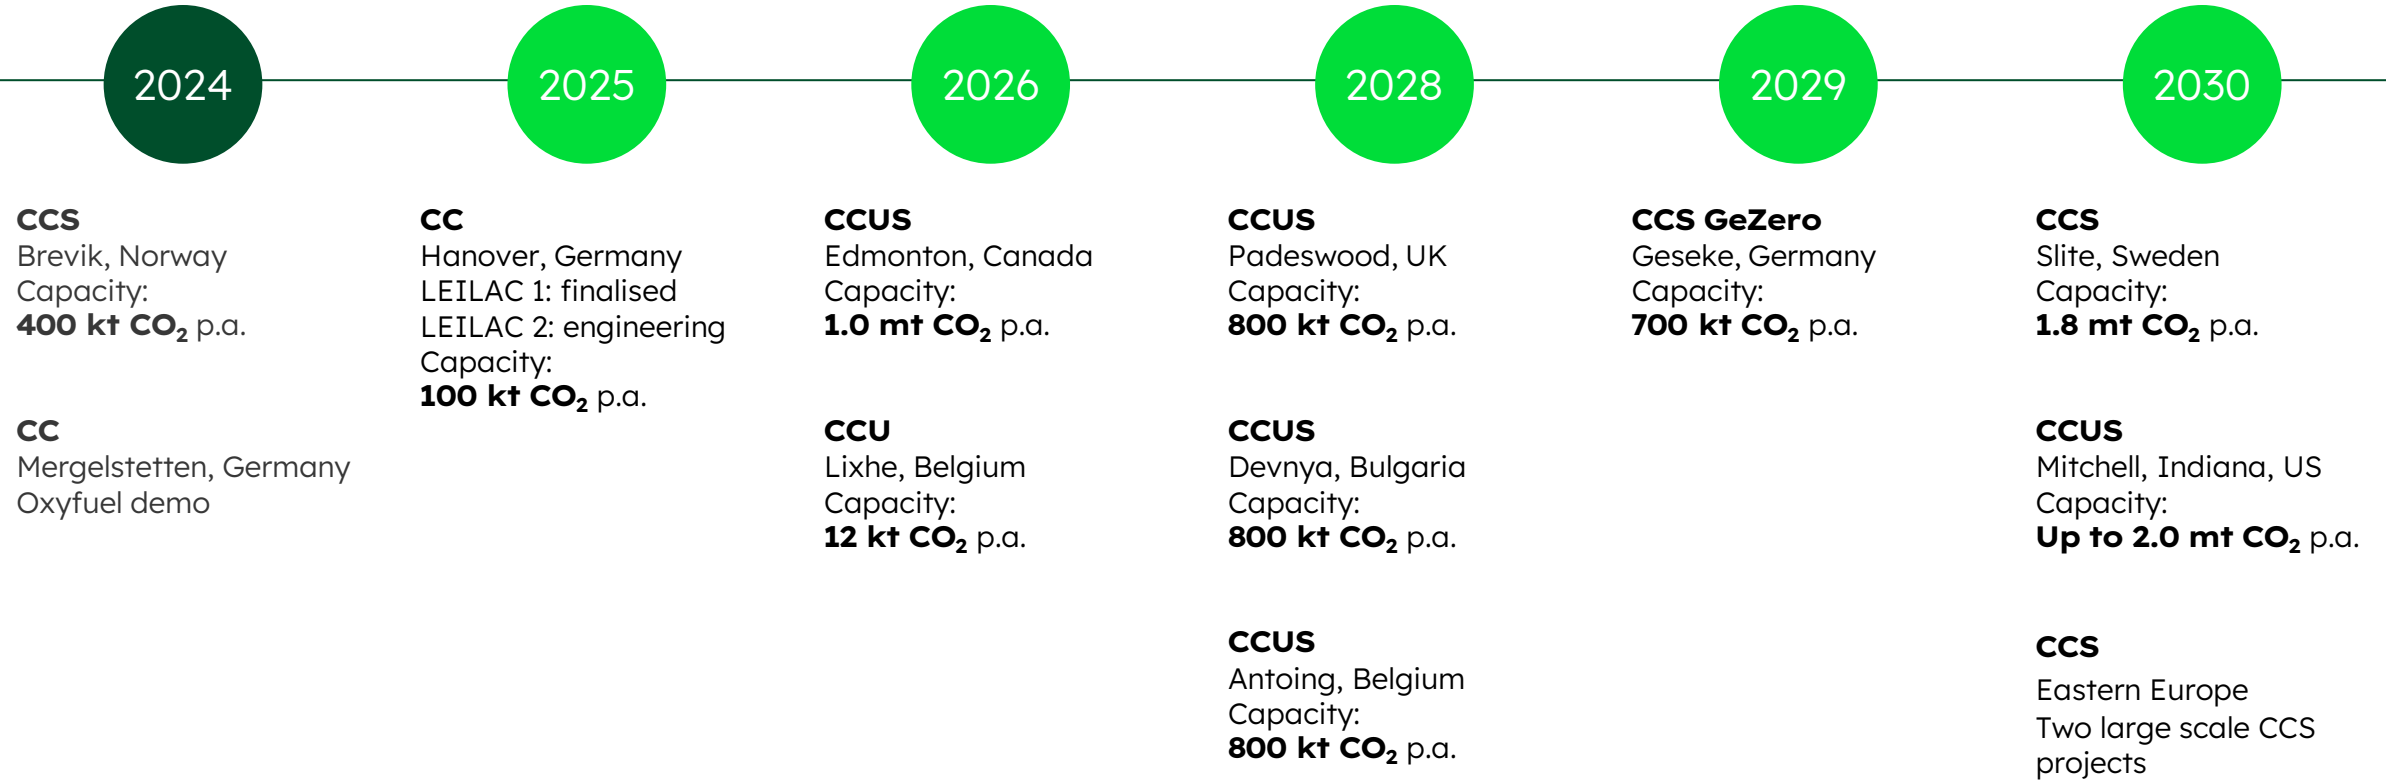 2024
2025
2026
2028
2029
2030
CCS
Brevik, Norway
Capacity:
400 kt CO₂ p.a.
CC
Mergelstetten, Germany
Oxyfuel demo
CC
Hanover, Germany
LEILAC 1: finalised
LEILAC 2: engineering
Capacity:
100 kt CO₂ p.a.
CCUS
Edmonton, Canada
Capacity:
1.0 mt CO₂ p.a.
CCU
Lixhe, Belgium
Capacity:
12 kt CO₂ p.a.
CCUS
Padeswood, UK
Capacity:
800 kt CO₂ p.a.
CCUS
Devnya, Bulgaria
Capacity:
800 kt CO₂ p.a.
CCUS
Antoing, Belgium
Capacity:
800 kt CO₂ p.a.
CCS GeZero
Geseke, Germany
Capacity:
700 kt CO₂ p.a.
CCS
Slite, Sweden
Capacity:
1.8 mt CO₂ p.a.
CCUS
Mitchell, Indiana, US
Capacity:
Up to 2.0 mt CO₂ p.a.
CCS
Eastern Europe
Two large scale CCS
projects